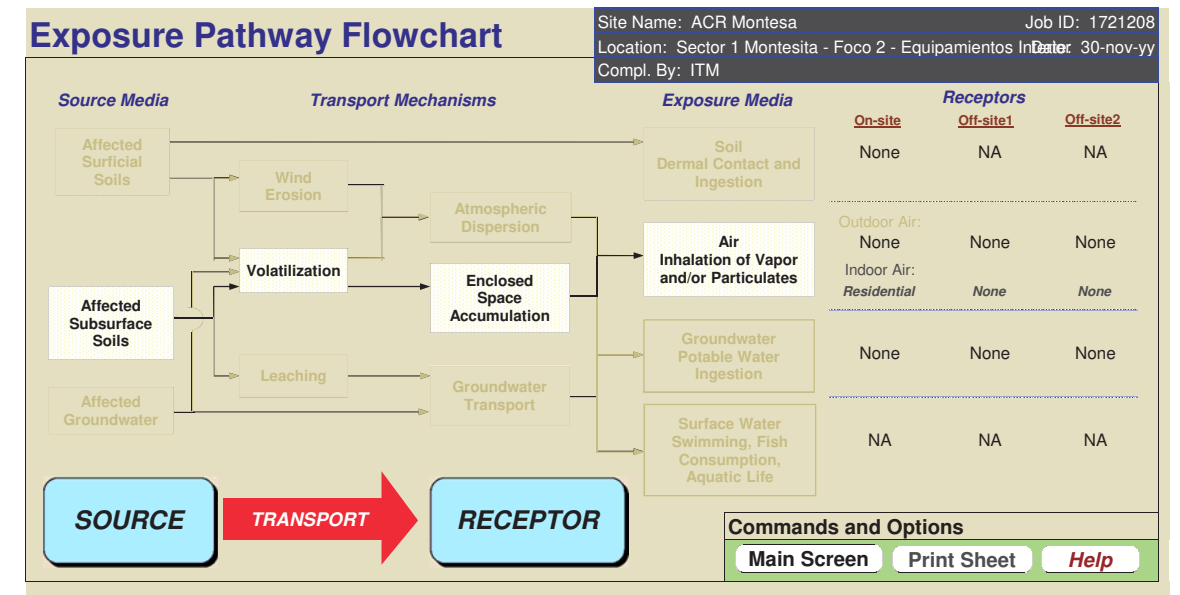 Exposure Pathway Flowchart
Site Name: ACR Montesa
Job ID: 1721208
Location: Sector 1 Montesita - Foco 2 - Equipamientos
30-nov-yy
Compl. By: ITM
Source Media
Transport Mechanisms
Exposure Media
Receptors
On-site
Off-site1
Off-site2
Affected
Surficial
Soils
Wind
Erosion
Atmospheric
Dispersion
Soil
Dermal Contact and
Ingestion
None
NA
NA
Outdoor Air:
None
None
None
Indoor Air:
Residential
None
None
Volatilization
Enclosed
Space
Accumulation
Air
Inhalation of Vapor
and/or Particulates
Affected
Subsurface
Soils
Leaching
Groundwater
Transport
Groundwater
Potable Water
Ingestion
None
None
None
Affected
Groundwater
Surface Water
Swimming, Fish
Consumption,
Aquatic Life
NA
NA
NA
SOURCE
TRANSPORT
RECEPTOR
Commands and Options
Main Screen
Print Sheet
Help